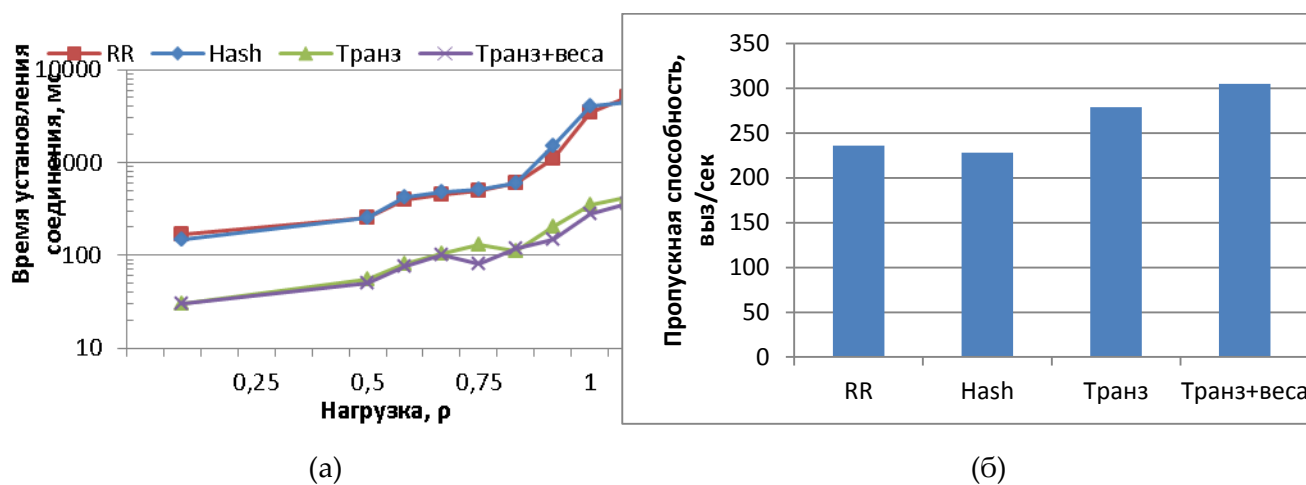 RR Hash Транз Транз+веса
Время установления
соединения, мс
10000
1000
100
10
0,25 0,5 0,75 1
Нагрузка, ρ
(а)
Пропускная способность,
выз/сек
350
300
250
200
150
100
50
0
RR Hash Транз Транз+веса
(б)